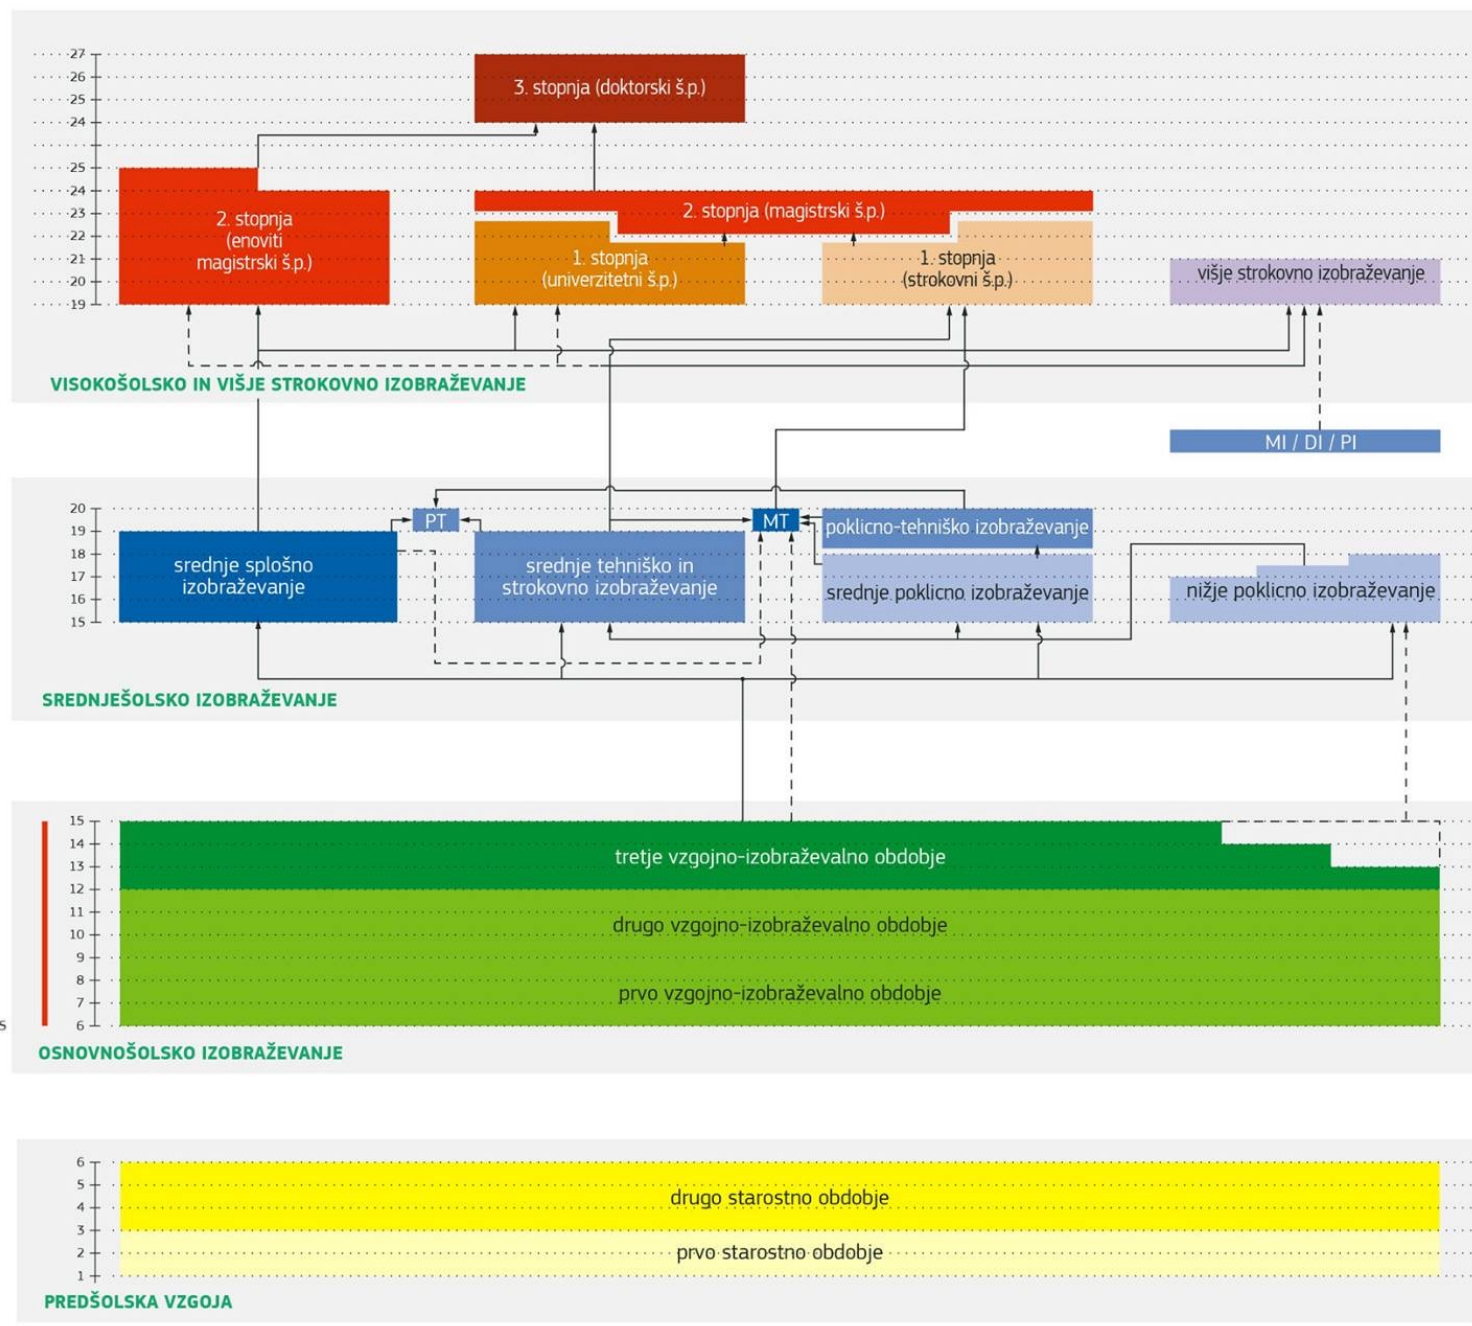 27
26
25
24
25
24
23
22
21
20
19
3. stopnja (doktorski š.p.)
2. stopnja
(enoviti
magistrski š.p.)
2. stopnja (magistrski š.p.)
1. stopnja
(univerzitetni š.p.)
1. stopnja
(strokovni š.p.)
višje strokovno izobraževanje
VISOKOŠOLSKO IN VIŠJE STROKOVNO IZOBRAŽEVANJE
MI / DI / PI
20
19
18
17
16
15
PT
MT
srednje splošno
izobraževanje
srednje tehniško in
strokovno izobraževanje
poklicno-tehniško izobraževanje
srednje poklicno izobraževanje
nižje poklicno izobraževanje
SREDNJEŠOLSKO IZOBRAŽEVANJE
15
14
13
12
11
10
9
8
7
6
tretje vzgojno-izobraževalno obdobje
drugo vzgojno-izobraževalno obdobje
prvo vzgojno-izobraževalno obdobje
s
OSNOVNOŠOLSKO IZOBRAŽEVANJE
6
5
4
3
2
1
drugo starostno obdobje
prvo starostno obdobje
PREDŠOLSKA VZGOJA